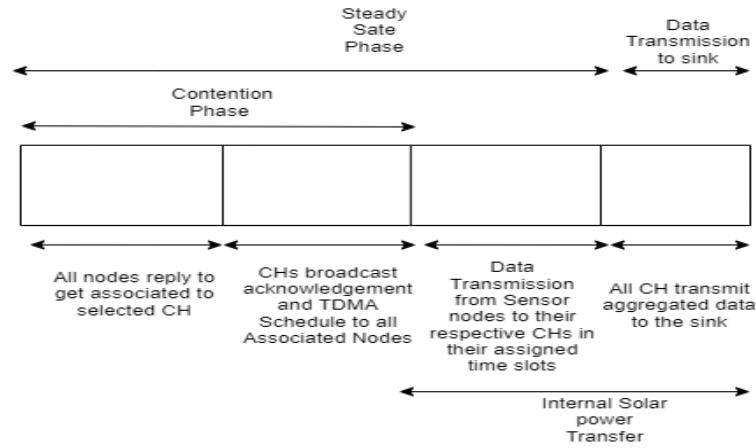 Steady
Sate
Phase
Data
Transmission
to sink
Contention
Phase
All nodes reply to
get associated to
selected CH
CHs broadcast
acknowledgement
and TDMA
Schedule to all
Associated Nodes
Data
Transmission
from Sensor
nodes to their
respective CHs in
their assigned
time slots
All CH transmit
aggregated data
to the sink
Internal Solar
power
Transfer